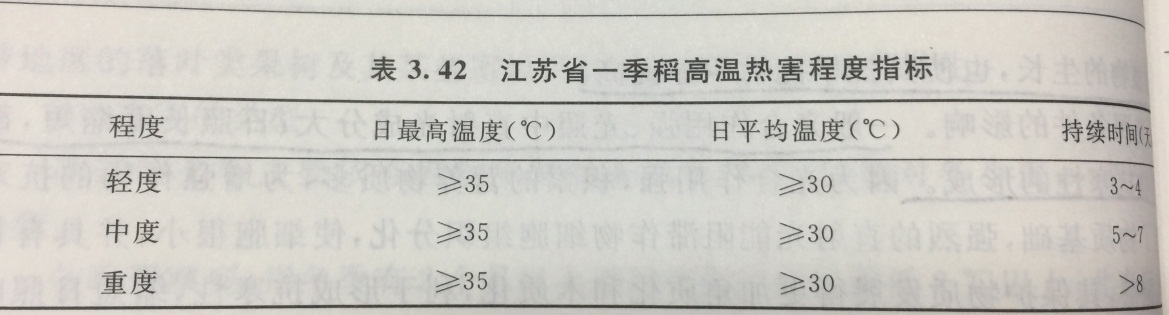 表 3.42 江苏省一季稻高温热害程度指标
程度 日最高温度(℃) 日平均温度(℃) 持续时间(天
轻度 ≥35 ≥30 3~4
中度 ≥35 ≥30 5~7
重度 ≥35 ≥30 >8